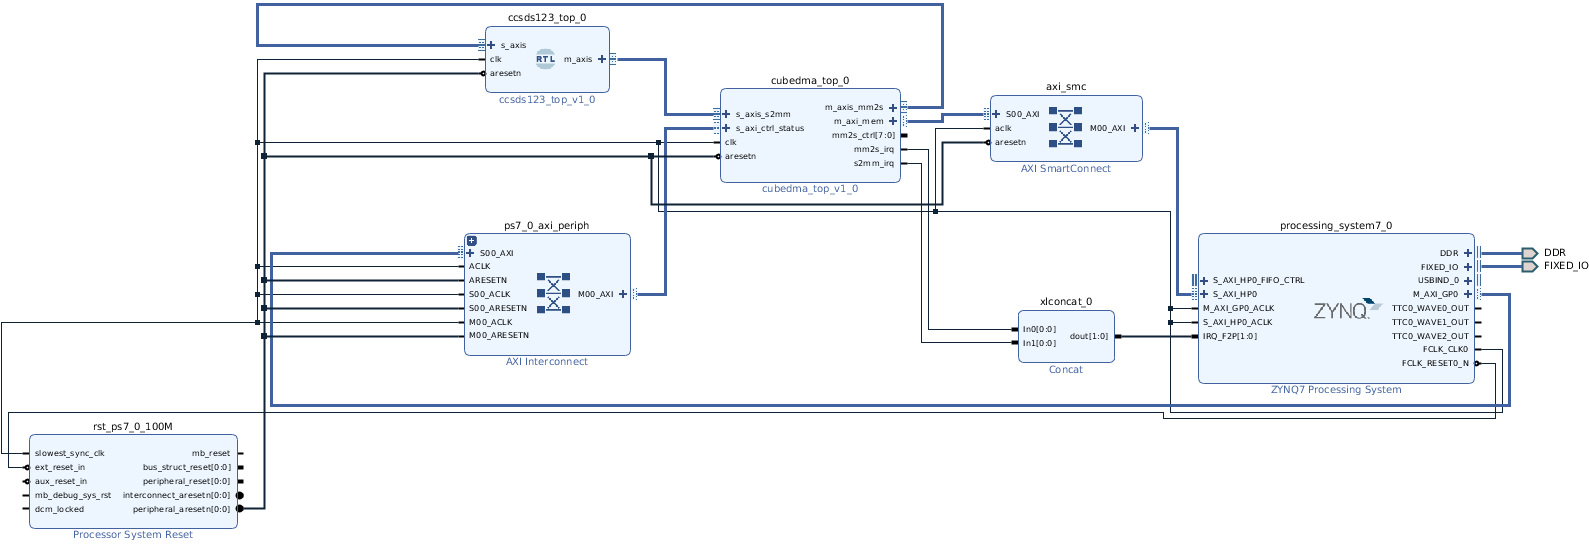 ccsds123_top_0
s_axis
clk
aresetn
RTL
m_axis
ccsds123_top_v1_0
cubedma_top_0
s_axis_s2mm
s_axi_ctrl_status
clk
aresetn
m_axis_mm2s
m_axi_mem
mm2s_ctrl[7:0]
mm2s_irq
s2mm_irq
cubedma_top_v1_0
axi_smc
S00_AXI
aclk
aresetn
M00_AXI
AXI SmartConnect
ps7_0_axi_periph
S00_AXI
ACLK
ARESETN
S00_ACLK
S00_ARESETN
M00_ACLK
M00_ARESETN
M00_AXI
AXI Interconnect
xlconcat_0
In0[0:0]
In1[0:0]
dout[1:0]
Concat
processing_system7_0
S_AXI_HP0_FIFO_CTRL
S_AXI_HP0
M_AXI_GP0_ACLK
S_AXI_HP0_ACLK
IRQ_F2P[1:0]
ZYNQ
DDR
FIXED_IO
USBIND_0
M_AXI_GP0
TTC0_WAVE0_OUT
TTC0_WAVE1_OUT
TTC0_WAVE2_OUT
FCLK_CLK0
FCLK_RESET0_N
ZYNQ7 Processing System
DDR
FIXED_IO
rst_ps7_0_100M
slowest_sync_clk
ext_reset_in
aux_reset_in
mb_debug_sys_rst
dcm_locked
mb_reset
bus_struct_reset[0:0]
peripheral_reset[0:0]
interconnect_aresetn[0:0]
peripheral_aresetn[0:0]
Processor System Reset